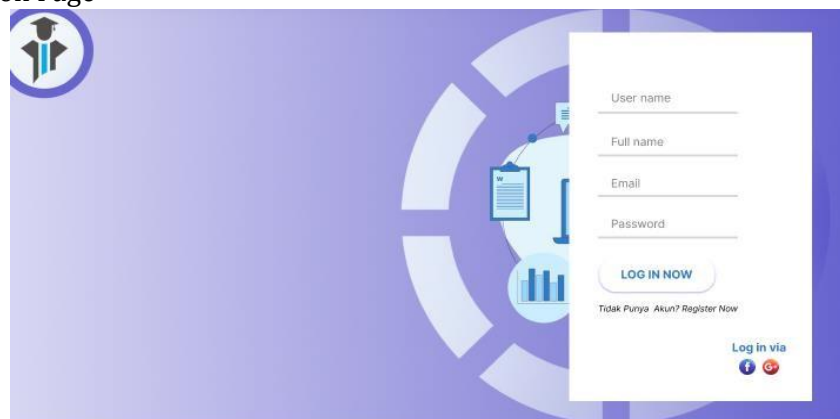 User name
Full name
Email
Password
LOG IN NOW
Tidak Punya Akun? Register Now
Log in via
f G+
W